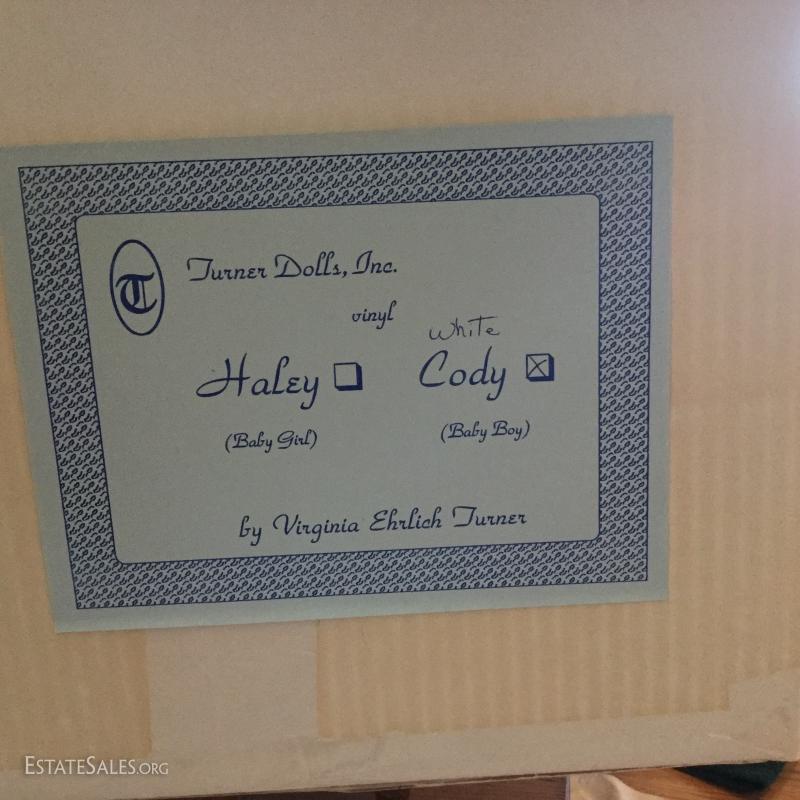 T
Turner Dolls, Inc.
vinyl
White
Haley ☐ Cody ☒
(Baby Girl) (Baby Boy)
by Virginia Ehrlich Turner
EstateSales.org